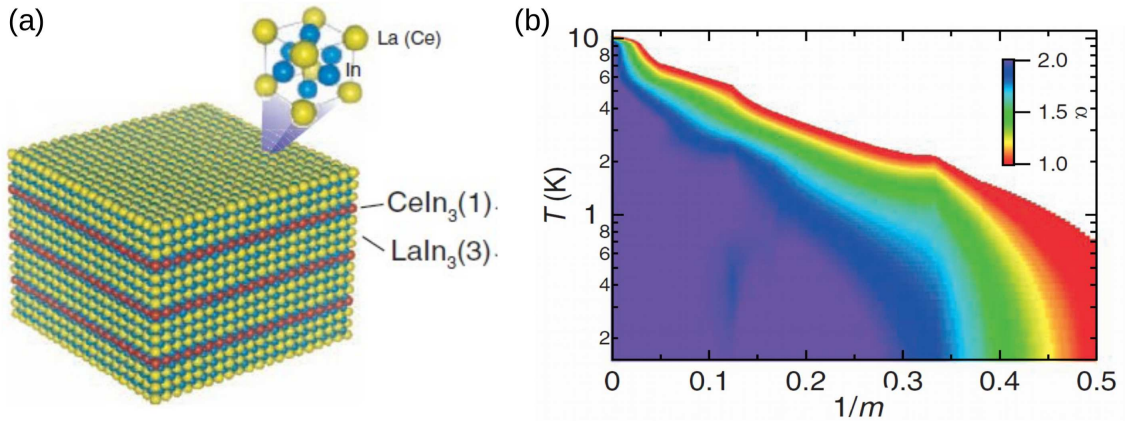 (a)
La (Ce)
In
CeIn₃(1)
LaIn₃(3)
(b)
10
8
6
4
2
1
8
6
4
2
T (K)
2.0
1.5
1.0
α
0
0.1
0.2
0.3
0.4
0.5
1/m